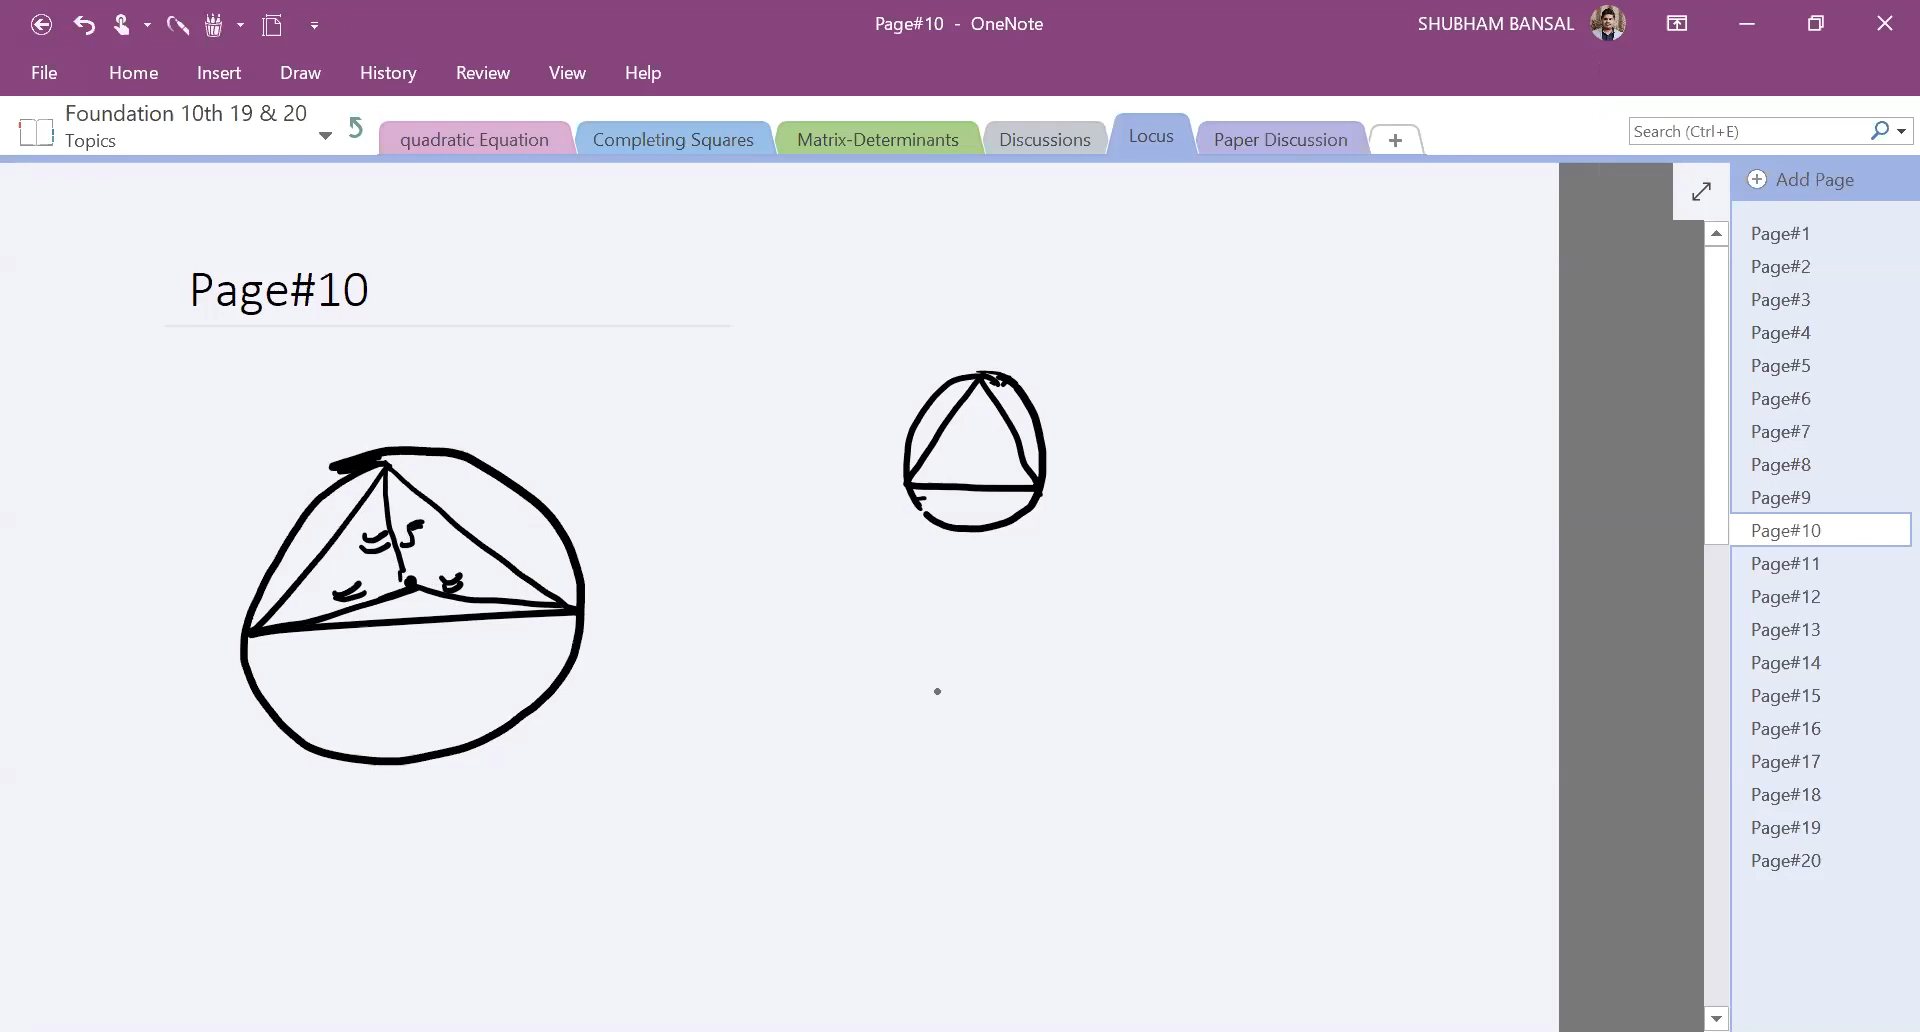 Page#10 - OneNote
SHUBHAM BANSAL
File Home Insert Draw History Review View Help
Foundation 10th 19 & 20
Topics
quadratic Equation Completing Squares Matrix-Determinants Discussions Locus Paper Discussion +
Search (Ctrl+E)
Add Page
Page#10
Page#1
Page#2
Page#3
Page#4
Page#5
Page#6
Page#7
Page#8
Page#9
Page#10
Page#11
Page#12
Page#13
Page#14
Page#15
Page#16
Page#17
Page#18
Page#19
Page#20